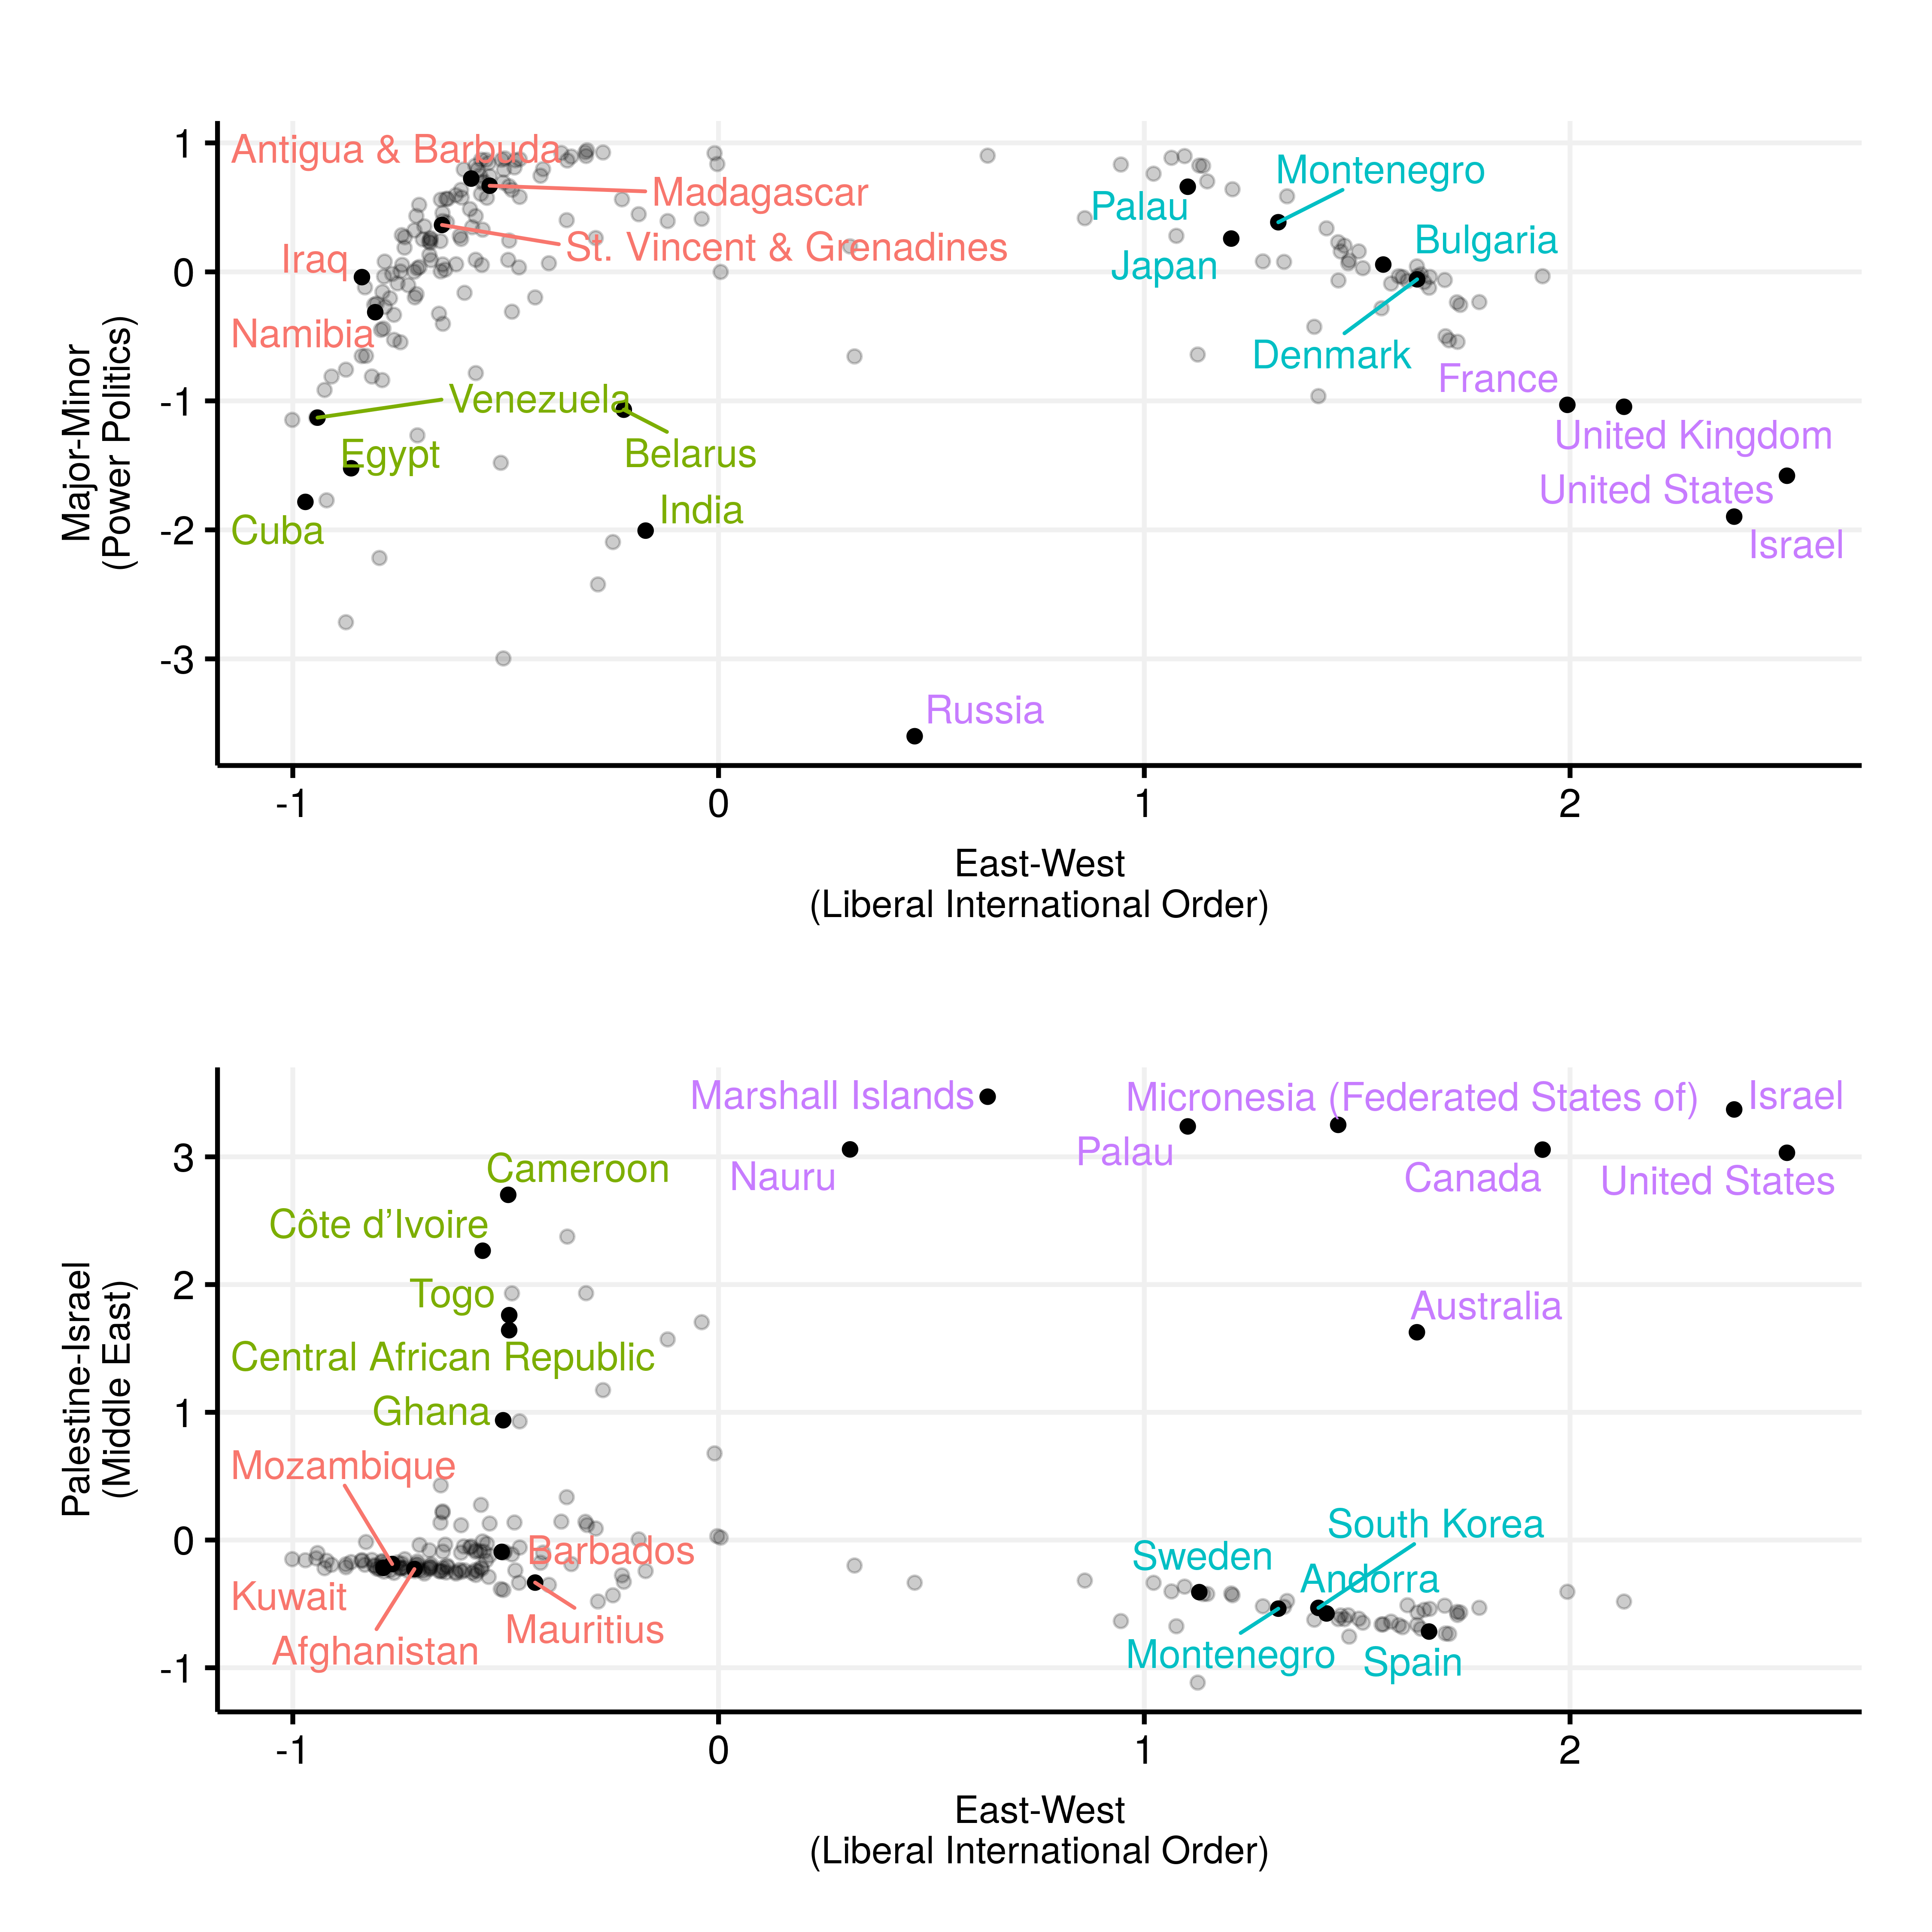 1
0
-1
-2
-3
Major-Minor
(Power Politics)
Antigua & Barbuda
Madagascar
St. Vincent & Grenadines
Iraq
Namibia
Venezuela
Egypt
Belarus
Cuba
India
Russia
Montenegro
Palau
Bulgaria
Japan
Denmark
France
United Kingdom
United States
Israel
-1
0
1
2
East-West
(Liberal International Order)
3
2
1
0
-1
Palestine-Israel
(Middle East)
Marshall Islands
Micronesia (Federated States of)
Israel
Nauru
Palau
Canada
United States
Cameroon
Côte d’Ivoire
Togo
Central African Republic
Ghana
Australia
Mozambique
Barbados
Kuwait
Mauritius
Afghanistan
South Korea
Sweden
Andorra
Montenegro
Spain
-1
0
1
2
East-West
(Liberal International Order)